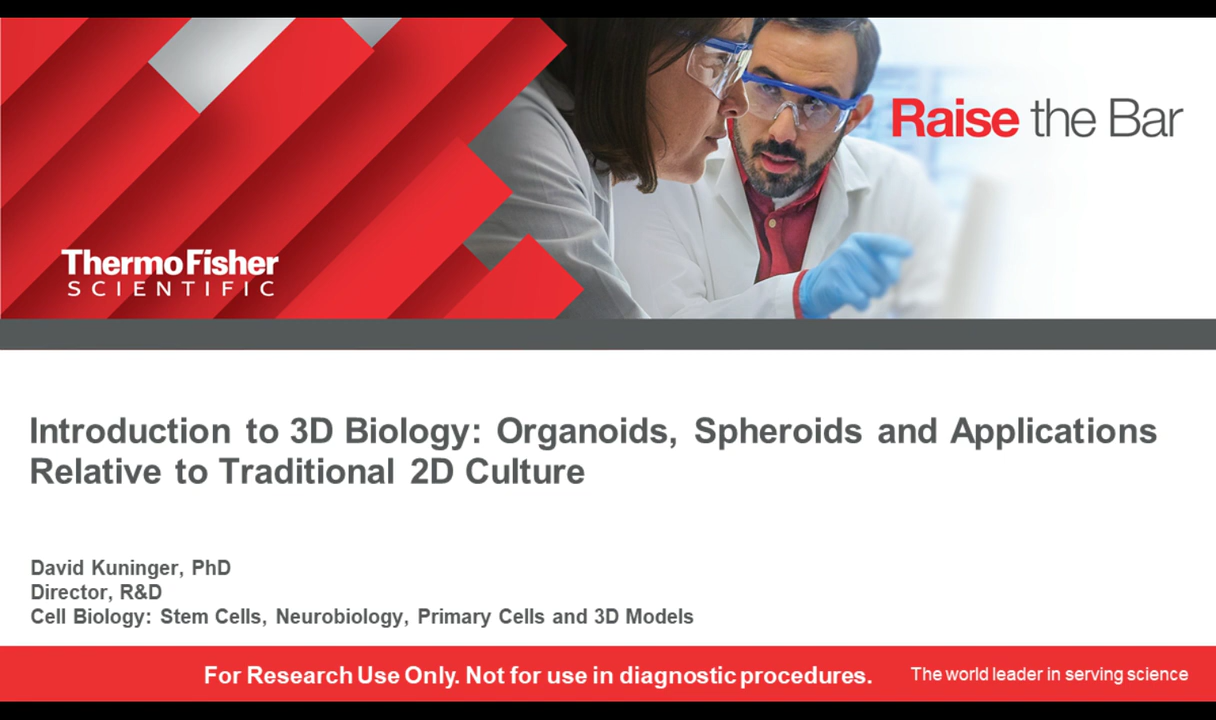 Raise the Bar
ThermoFisher
SCIENTIFIC
Introduction to 3D Biology: Organoids, Spheroids and Applications
Relative to Traditional 2D Culture
David Kuninger, PhD
Director, R&D
Cell Biology: Stem Cells, Neurobiology, Primary Cells and 3D Models
For Research Use Only. Not for use in diagnostic procedures.
The world leader in serving science